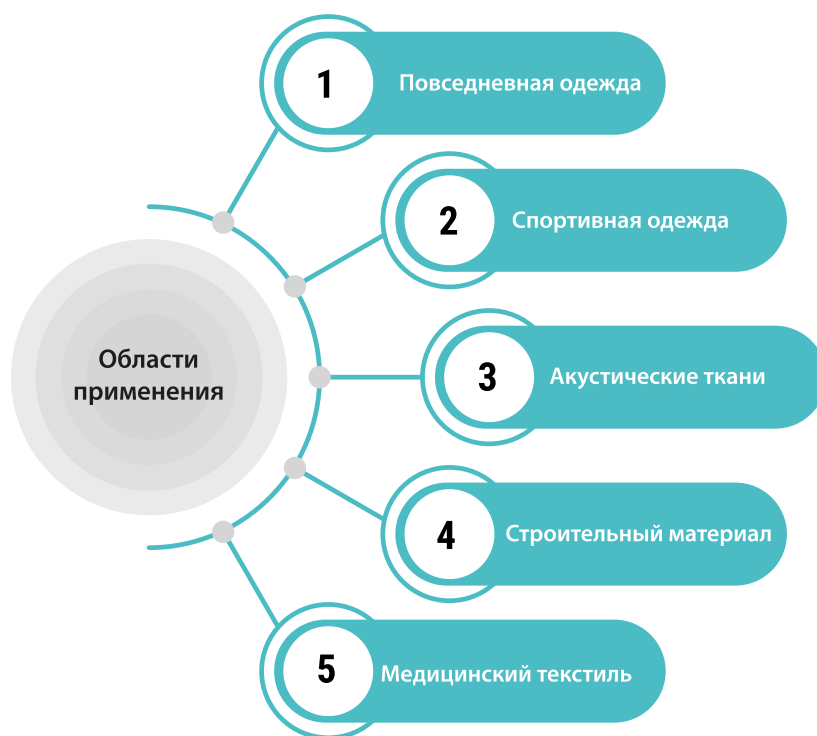 1
Повседневная одежда
2
Спортивная одежда
Области
применения
3
Акустические ткани
4
Строительный материал
5
Медицинский текстиль